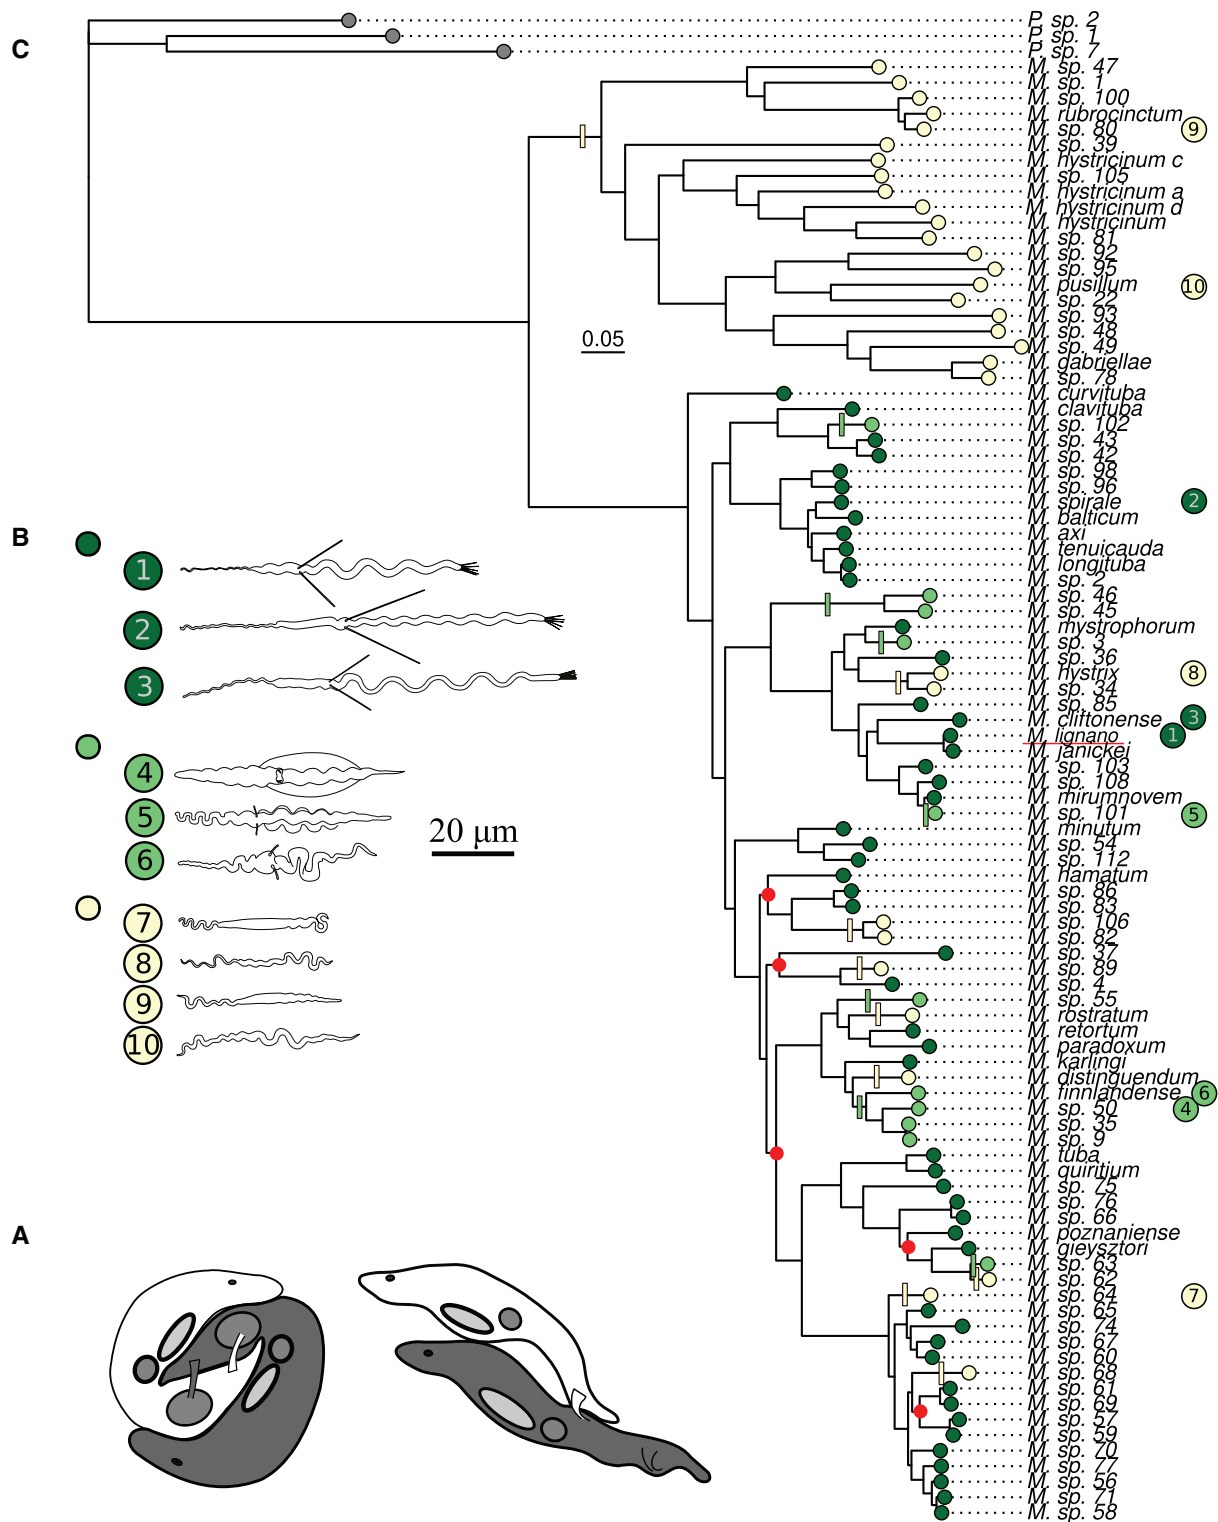 C
P. sp. 2
P. sp. 1
P. sp. 7
M. sp. 47
M. sp. 1
M. sp. 100
M. rubrocinctum
M. sp. 80 9
M. sp. 39
M. hystricinum c
M. sp. 105
M. hystricinum a
M. hystricinum d
M. hystricinum
M. sp. 81
M. sp. 92
M. sp. 95
M. pusillum 10
M. sp. 22
M. sp. 93
M. sp. 48
0.05
M. sp. 49
M. gabriellae
M. sp. 78
M. curvituba
M. clavituba
M. sp. 102
M. sp. 43
M. sp. 42
M. sp. 98
M. sp. 96
M. spirale 2
M. balticum
M. axi
M. tenuicauda
M. longituba
M. sp. 2
M. sp. 46
M. sp. 45
M. mystrophorum
M. sp. 3
M. sp. 36
M. hystrix 8
M. sp. 34
M. sp. 85
M. cliftonense 3
M. lignano 1
M. janickei
M. sp. 103
M. sp. 108
M. mirumnovem
M. sp. 101 5
M. minutum
M. sp. 54
M. sp. 112
M. hamatum
M. sp. 86
M. sp. 83
M. sp. 106
M. sp. 82
M. sp. 37
M. sp. 89
M. sp. 4
M. sp. 55
M. rostratum
M. retortum
M. paradoxum
M. karlingi
M. distinguendum
M. finnlandense 6
M. sp. 50 4
M. sp. 35
M. sp. 9
M. tuba
M. quiritium
M. sp. 75
M. sp. 76
M. sp. 66
M. poznaniense
M. gieysztori
M. sp. 63
M. sp. 62
M. sp. 64 7
M. sp. 65
M. sp. 74
M. sp. 67
M. sp. 60
M. sp. 68
M. sp. 61
M. sp. 69
M. sp. 57
M. sp. 59
M. sp. 70
M. sp. 77
M. sp. 56
M. sp. 71
M. sp. 58
B
1
2
3
4
5
6
20 μm
7
8
9
10
A